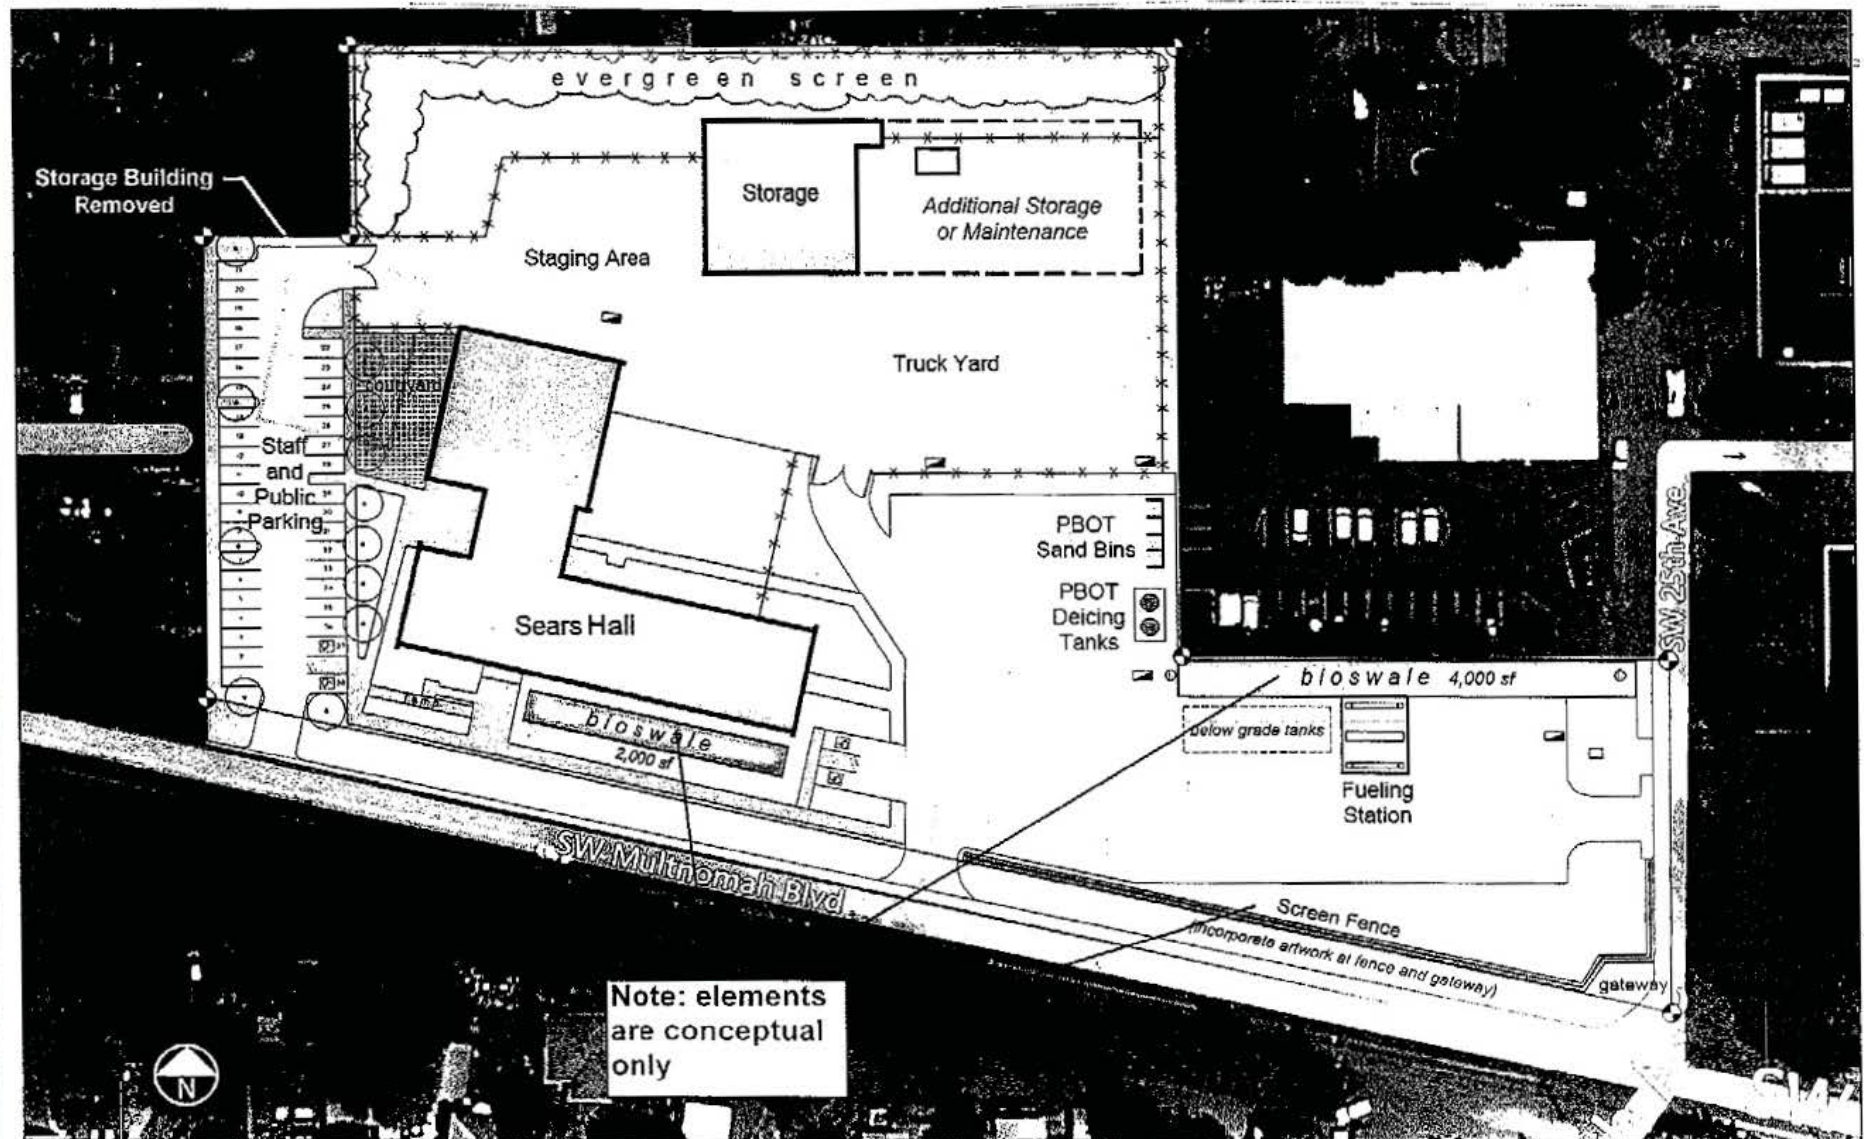 evergreen screen
Storage Building
Removed
Storage
Additional Storage
or Maintenance
Staging Area
Truck Yard
courtyard
Staff
and
Public
Parking
PBOT
Sand Bins
PBOT
Deicing
Tanks
Sears Hall
SW 25th Ave
bioswale 4,000 sf
bioswale
2,000 sf
below grade tanks
Fueling
Station
SW Multnomah Blvd
Screen Fence
(incorporate artwork at fence and gateway)
gateway
Note: elements
are conceptual
only
N